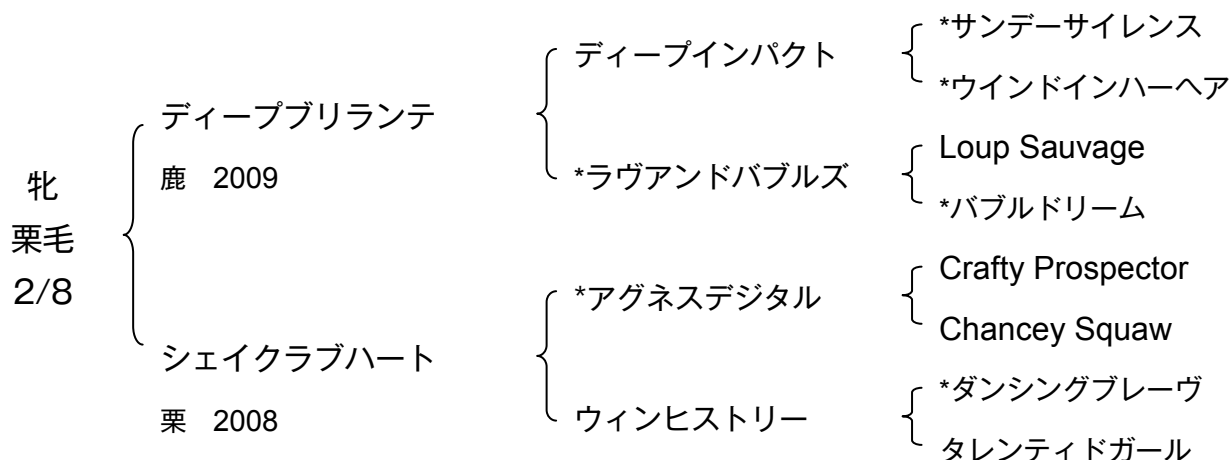 牝
栗毛
2/8
ディープブリランテ
鹿 2009
シェイクラブハート
栗 2008
ディープインパクト
*ラヴアンドバブルズ
*アグネスデジタル
ウィンヒストリー
*サンデーサイレンス
*ウインドインハーヘア
Loup Sauvage
*バブルドリーム
Crafty Prospector
Chancey Squaw
*ダンシングブレーヴ
タレンティドガール